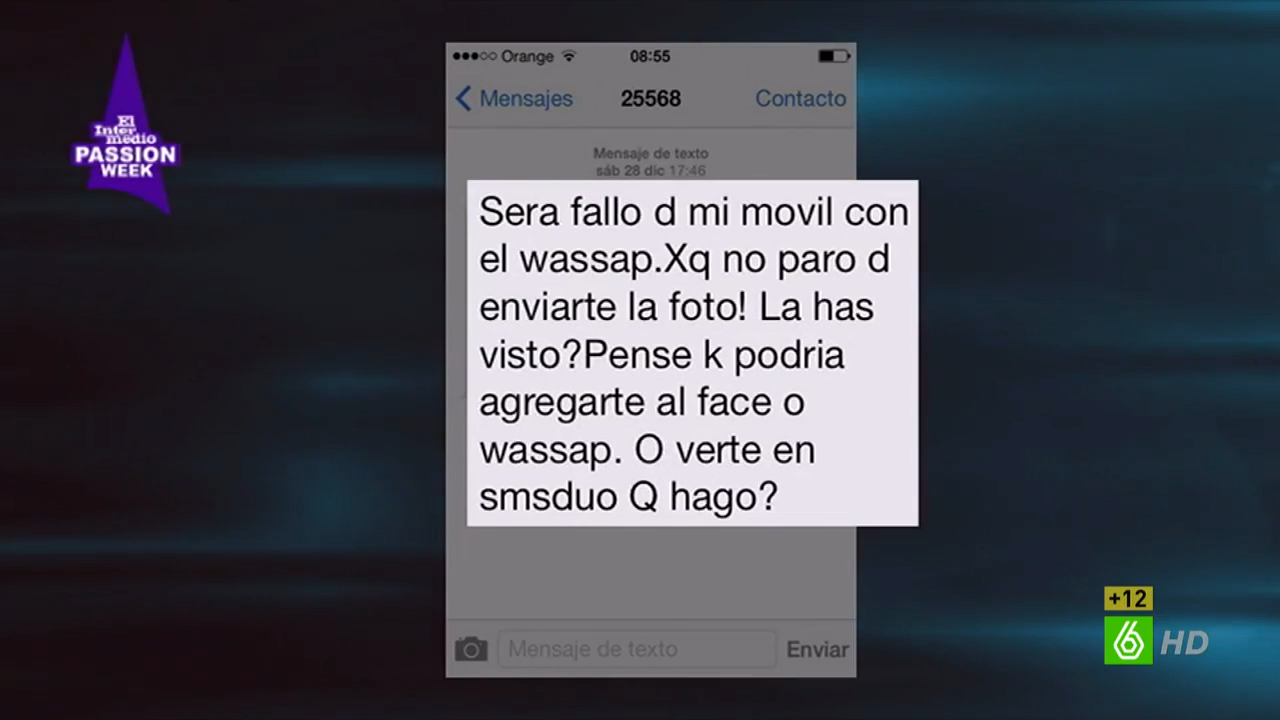 El
Inter
medio
PASSION
WEEK
Orange
08:55
Mensajes
25568
Contacto
Mensaje de texto
sáb 28 dic 17:46
Sera fallo d mi movil con
el wassap.Xq no paro d
enviarte la foto! La has
visto?Pense k podria
agregarte al face o
wassap. O verte en
smsduo Q hago?
Mensaje de texto
Enviar
+12
6 HD